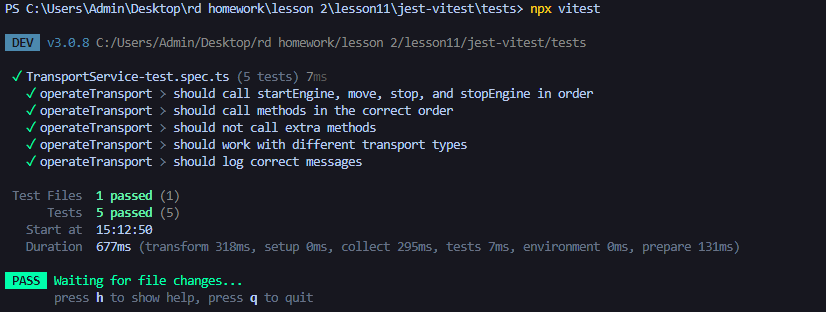 PS C:\Users\Admin\Desktop\rd homework\lesson 2\lesson11\jest-vitest\tests> npx vitest
DEV v3.0.8 C:/Users/Admin/Desktop/rd homework/lesson 2/lesson11/jest-vitest/tests
✓ TransportService-test.spec.ts (5 tests) 7ms
✓ operateTransport > should call startEngine, move, stop, and stopEngine in order
✓ operateTransport > should call methods in the correct order
✓ operateTransport > should not call extra methods
✓ operateTransport > should work with different transport types
✓ operateTransport > should log correct messages
Test Files 1 passed (1)
Tests 5 passed (5)
Start at 15:12:50
Duration 677ms (transform 318ms, setup 0ms, collect 295ms, tests 7ms, environment 0ms, prepare 131ms)
PASS Waiting for file changes...
press h to show help, press q to quit